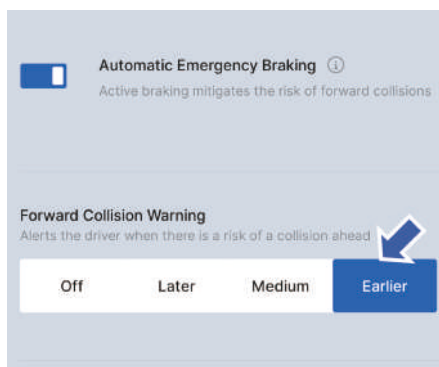 Automatic Emergency Braking
Active braking mitigates the risk of forward collisions
Forward Collision Warning
Alerts the driver when there is a risk of a collision ahead
Off Later Medium Earlier